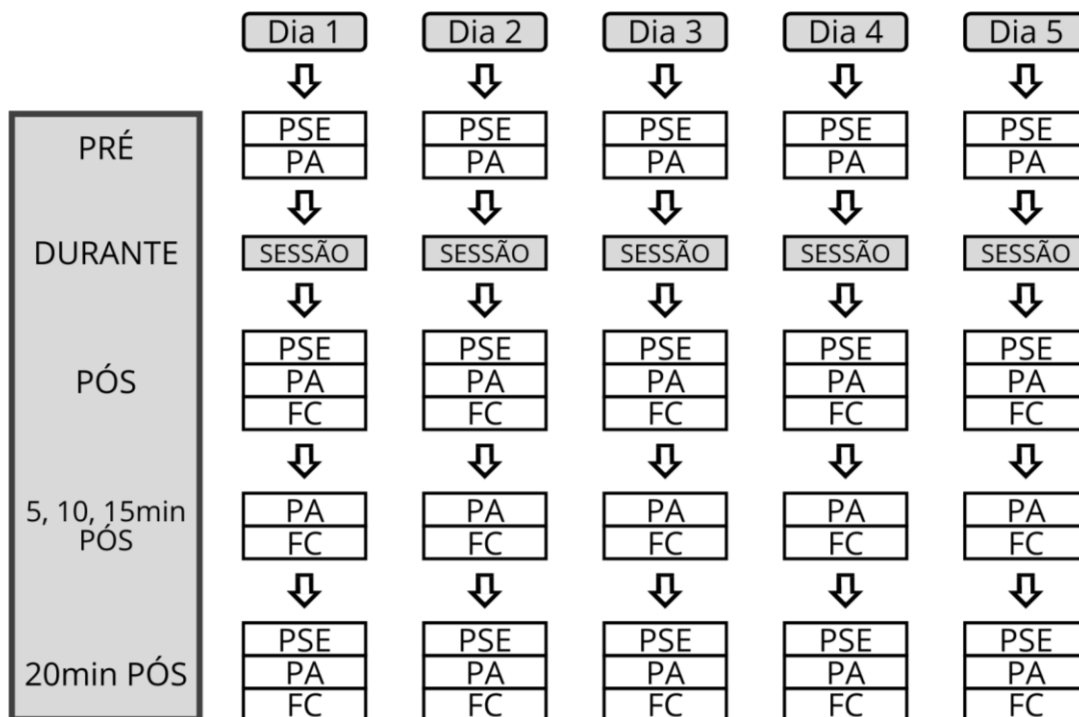 Dia 1 Dia 2 Dia 3 Dia 4 Dia 5
PRÉ
PSE PSE PSE PSE PSE
PA PA PA PA PA
DURANTE
SESSÃO SESSÃO SESSÃO SESSÃO SESSÃO
PÓS
PSE PSE PSE PSE PSE
PA PA PA PA PA
FC FC FC FC FC
5, 10, 15min
PÓS
PA PA PA PA PA
FC FC FC FC FC
20min PÓS
PSE PSE PSE PSE PSE
PA PA PA PA PA
FC FC FC FC FC